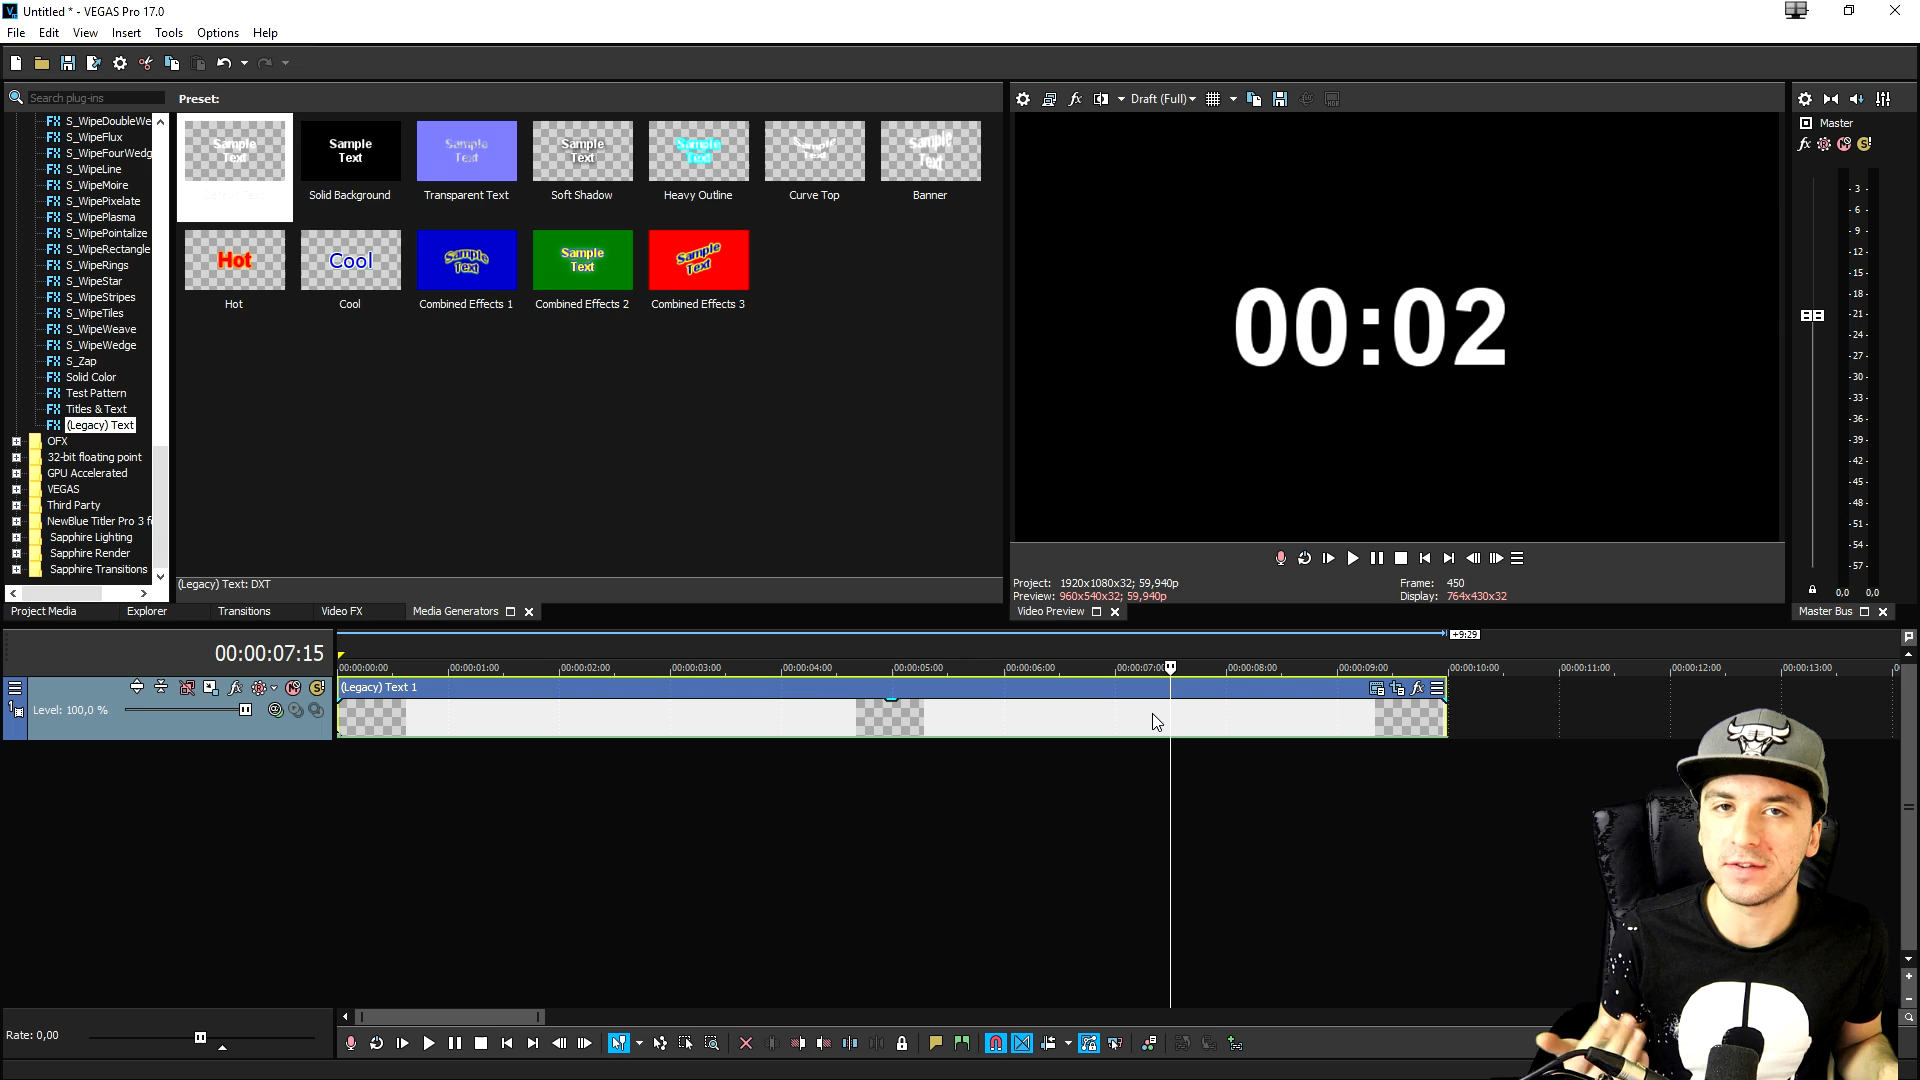 Untitled * - VEGAS Pro 17.0
File Edit View Insert Tools Options Help
Search plug-ins
Preset:
S_WipeDoubleWe
S_WipeFlux
S_WipeFourWedg
S_WipeLine
S_WipeMoire
S_WipePixelate
S_WipePlasma
S_WipePointalize
S_WipeRectangle
S_WipeRings
S_WipeStar
S_WipeStripes
S_WipeTiles
S_WipeWeave
S_WipeWedge
S_Zap
Solid Color
Test Pattern
Titles & Text
(Legacy) Text
OFX
32-bit floating point
GPU Accelerated
VEGAS
Third Party
NewBlue Titler Pro 3 f
Sapphire Lighting
Sapphire Render
Sapphire Transitions
Sample Text
Sample Text
Sample Text
Sample Text
Sample Text
Sample Text
Sample Text
Solid Background
Transparent Text
Soft Shadow
Heavy Outline
Curve Top
Banner
Hot
Cool
Sample Text
Sample Text
Sample Text
Hot
Cool
Combined Effects 1
Combined Effects 2
Combined Effects 3
(Legacy) Text: DXT
Project Media
Explorer
Transitions
Video FX
Media Generators
Draft (Full)
00:02
Project: 1920x1080x32; 59,940p
Preview: 960x540x32; 59,940p
Frame: 450
Display: 764x430x32
Video Preview
Master
- 3 -
- 6 -
- 9 -
- 12 -
- 15 -
- 18 -
- 21 -
- 24 -
- 27 -
- 30 -
- 33 -
- 36 -
- 39 -
- 42 -
- 45 -
- 48 -
- 51 -
- 54 -
- 57 -
0,0 0,0
Master Bus
+9:29
00:00:07:15
00:00:00:00
00:00:01:00
00:00:02:00
00:00:03:00
00:00:04:00
00:00:05:00
00:00:06:00
00:00:07:00
00:00:08:00
00:00:09:00
00:00:10:00
00:00:11:00
00:00:12:00
00:00:13:00
1
Level: 100,0 %
(Legacy) Text 1
Rate: 0,00